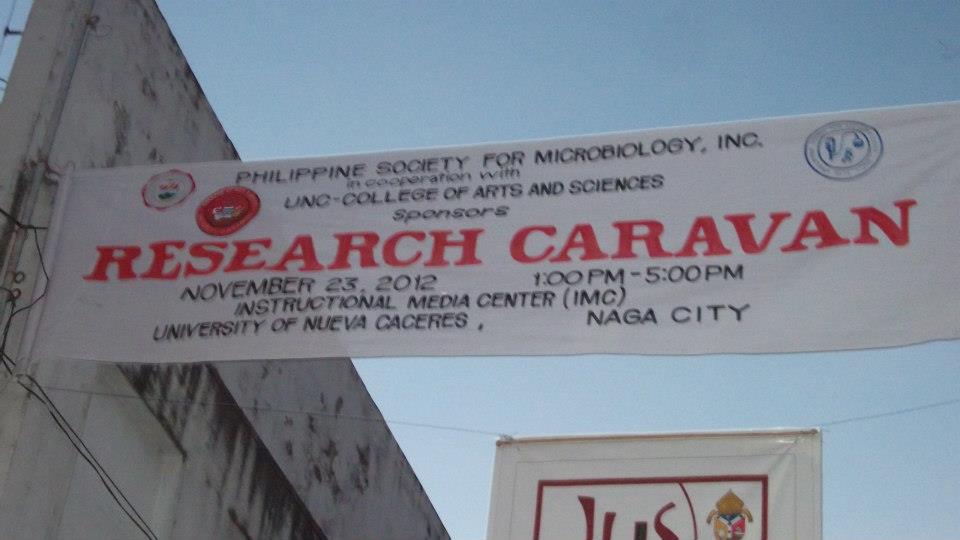 PHILIPPINE SOCIETY FOR MICROBIOLOGY, INC.
in cooperation with
UNC-COLLEGE OF ARTS AND SCIENCES
sponsors
RESEARCH CARAVAN
NOVEMBER 23, 2012 1:00 PM - 5:00 PM
INSTRUCTIONAL MEDIA CENTER (IMC)
UNIVERSITY OF NUEVA CACERES , NAGA CITY